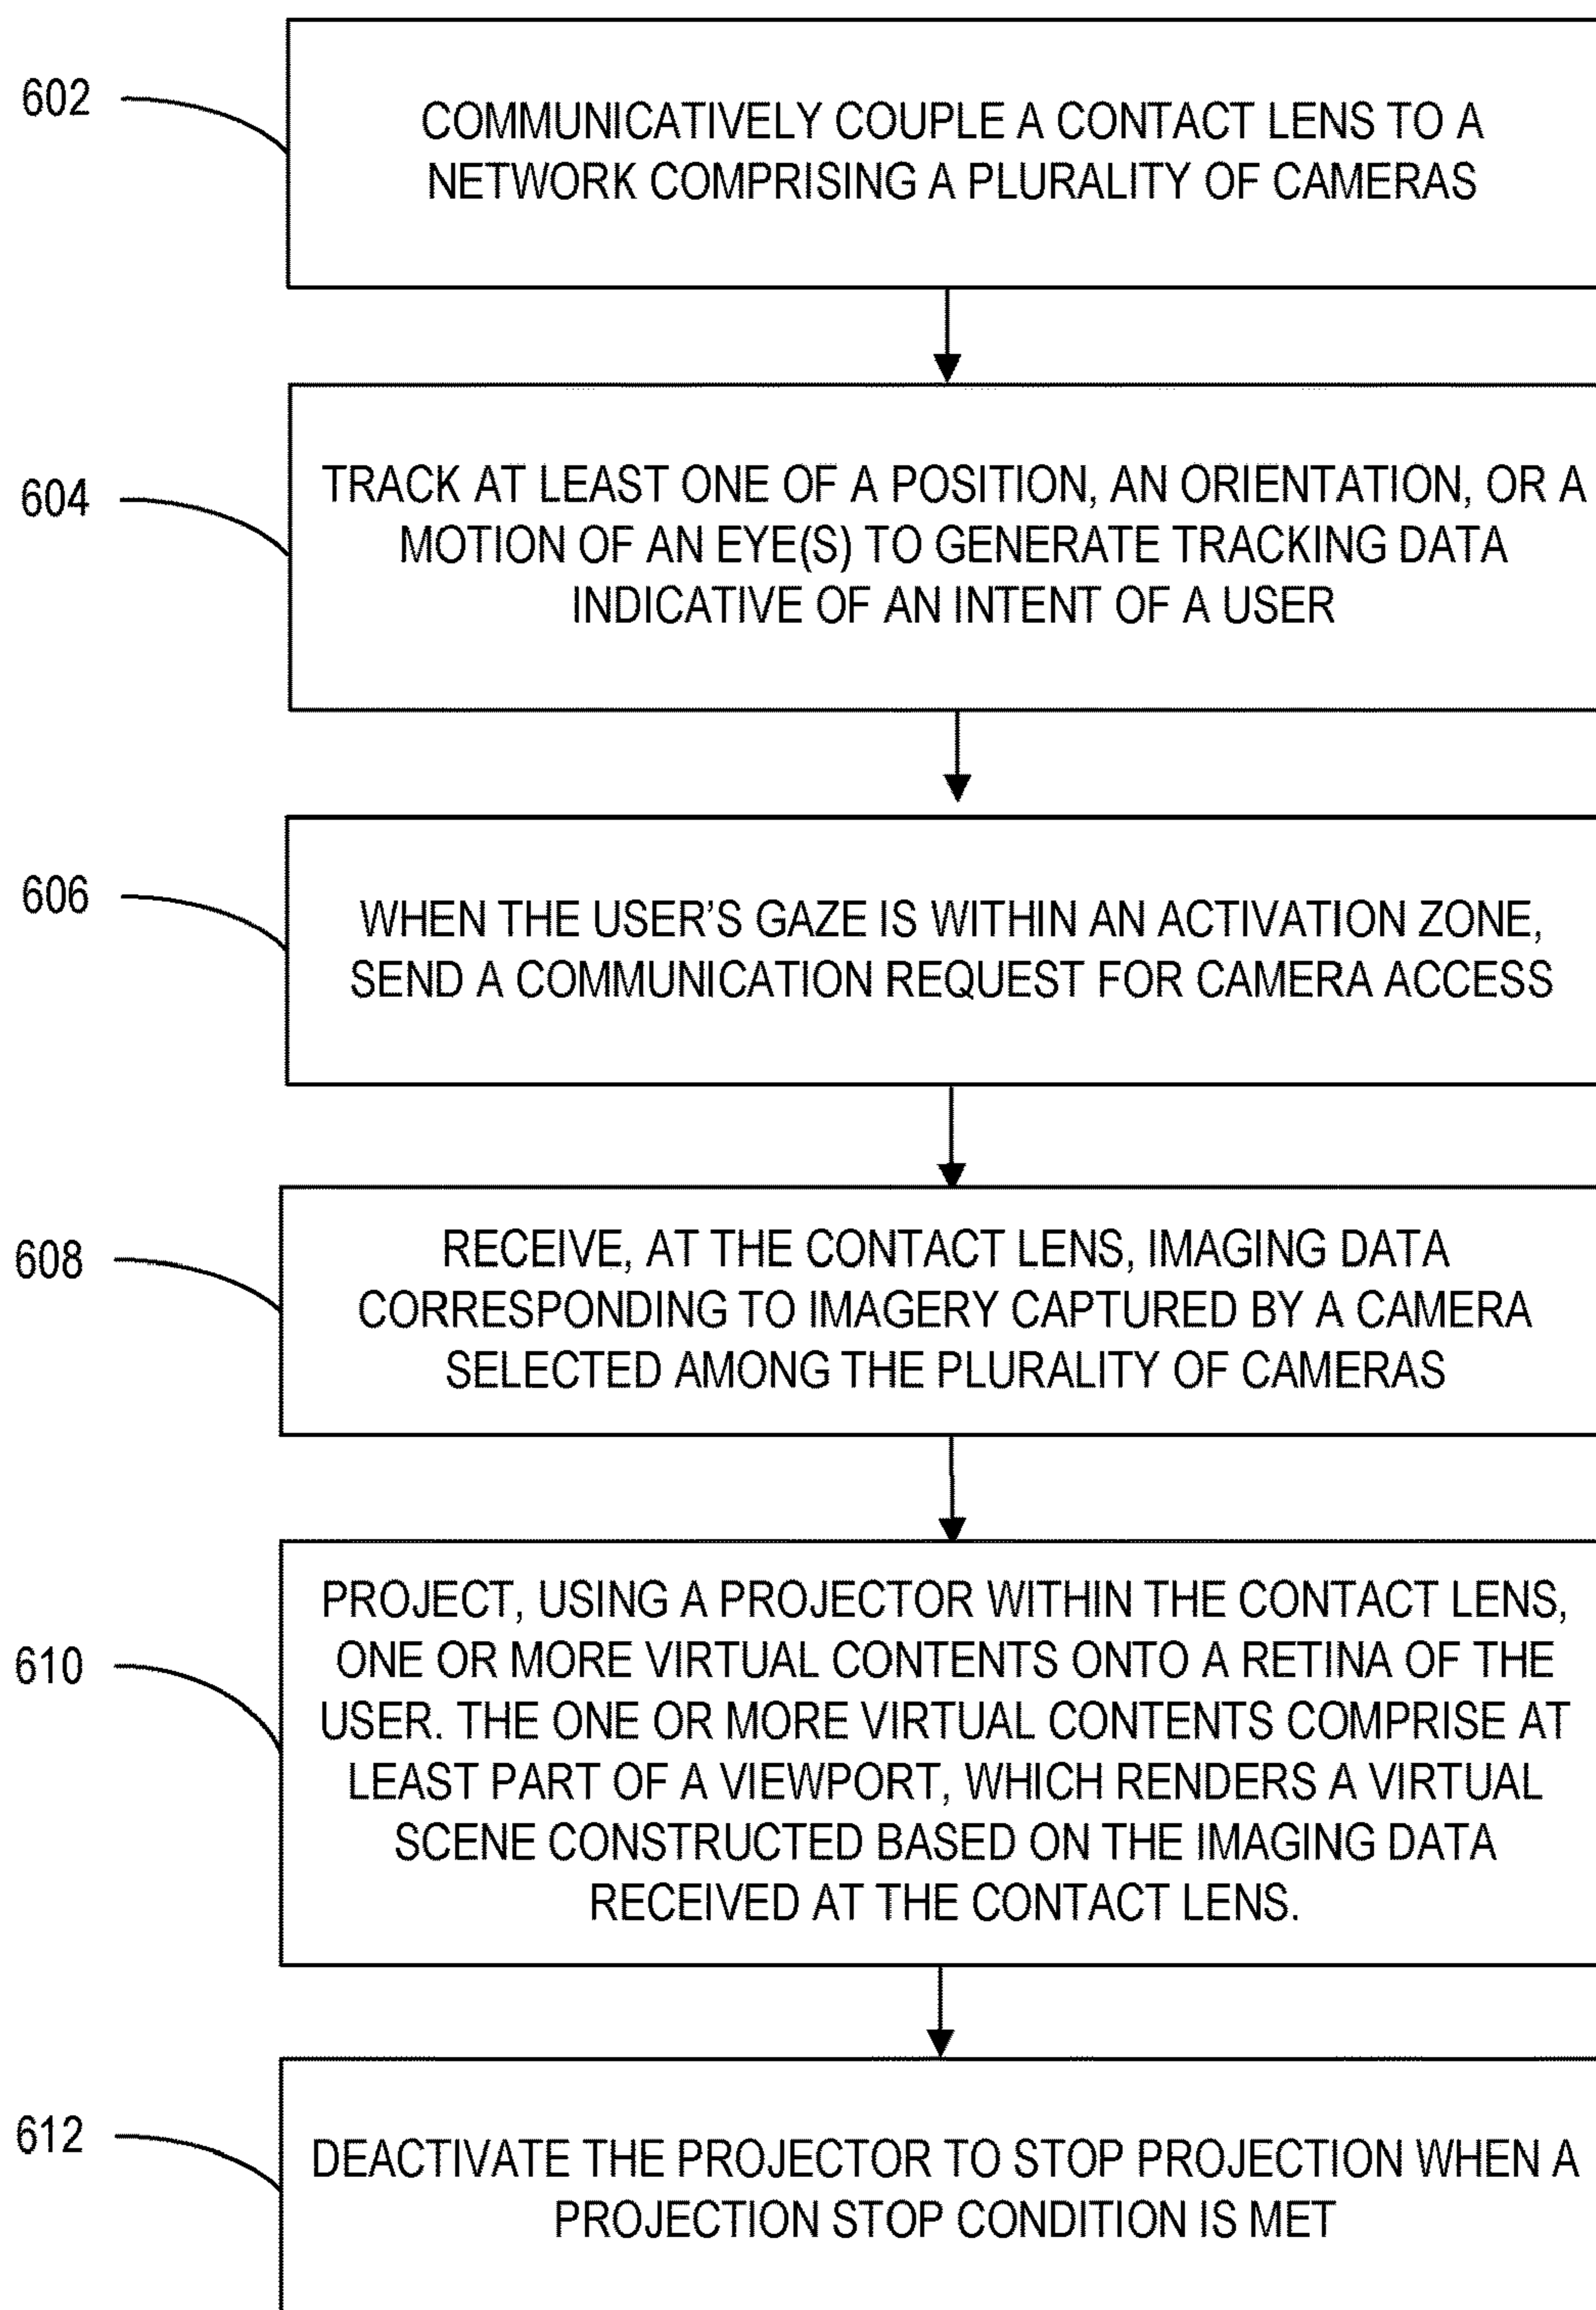 602
COMMUNICATIVELY COUPLE A CONTACT LENS TO A
NETWORK COMPRISING A PLURALITY OF CAMERAS
604
TRACK AT LEAST ONE OF A POSITION, AN ORIENTATION, OR A
MOTION OF AN EYE(S) TO GENERATE TRACKING DATA
INDICATIVE OF AN INTENT OF A USER
606
WHEN THE USER'S GAZE IS WITHIN AN ACTIVATION ZONE,
SEND A COMMUNICATION REQUEST FOR CAMERA ACCESS
608
RECEIVE, AT THE CONTACT LENS, IMAGING DATA
CORRESPONDING TO IMAGERY CAPTURED BY A CAMERA
SELECTED AMONG THE PLURALITY OF CAMERAS
610
PROJECT, USING A PROJECTOR WITHIN THE CONTACT LENS,
ONE OR MORE VIRTUAL CONTENTS ONTO A RETINA OF THE
USER. THE ONE OR MORE VIRTUAL CONTENTS COMPRISE AT
LEAST PART OF A VIEWPORT, WHICH RENDERS A VIRTUAL
SCENE CONSTRUCTED BASED ON THE IMAGING DATA
RECEIVED AT THE CONTACT LENS.
612
DEACTIVATE THE PROJECTOR TO STOP PROJECTION WHEN A
PROJECTION STOP CONDITION IS MET